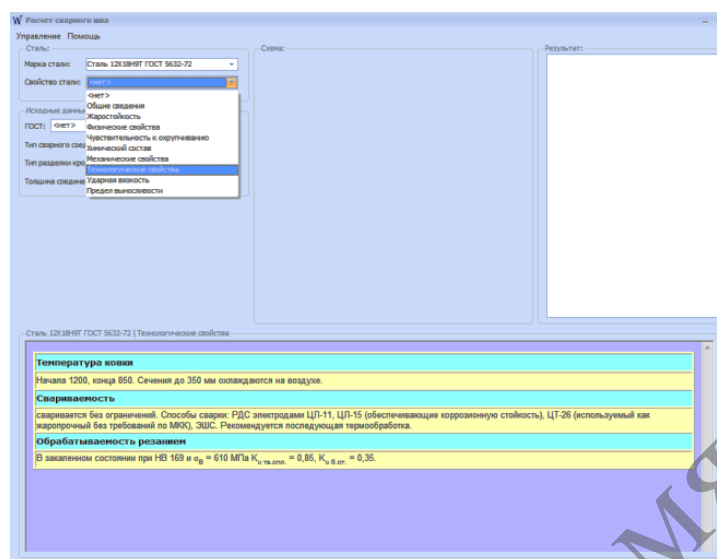 Расчет сварного шва
Управление Помощь
Сталь:
Марка стали: Сталь 12Х18Н9Т ГОСТ 5632-72
Свойство стали: <нет>
<нет>
Общие сведения
Жаростойкость
Физические свойства
Чувствительность к охрупчиванию
Химический состав
Механические свойства
Технологические свойства
Ударная вязкость
Предел выносливости
Исходные данные
ГОСТ: <нет>
Тип сварного соед
Тип разделки кро
Толщина соедине
Схема:
Результат:
Сталь 12Х18Н9Т ГОСТ 5632-72 | Технологические свойства
Температура ковки
Начала 1200, конца 850. Сечения до 350 мм охлаждаются на воздухе.
Свариваемость
сваривается без ограничений. Способы сварки: РДС электродами ЦЛ-11, ЦЛ-15 (обеспечивающие коррозионную стойкость), ЦТ-26 (используемый как
жаропрочный без требований по МКК), ЭШС. Рекомендуется последующая термообработка.
Обрабатываемость резанием
В закаленном состоянии при НВ 169 и σВ = 610 МПа Kυ тв.спл. = 0,85, Kυ б.ст. = 0,35.